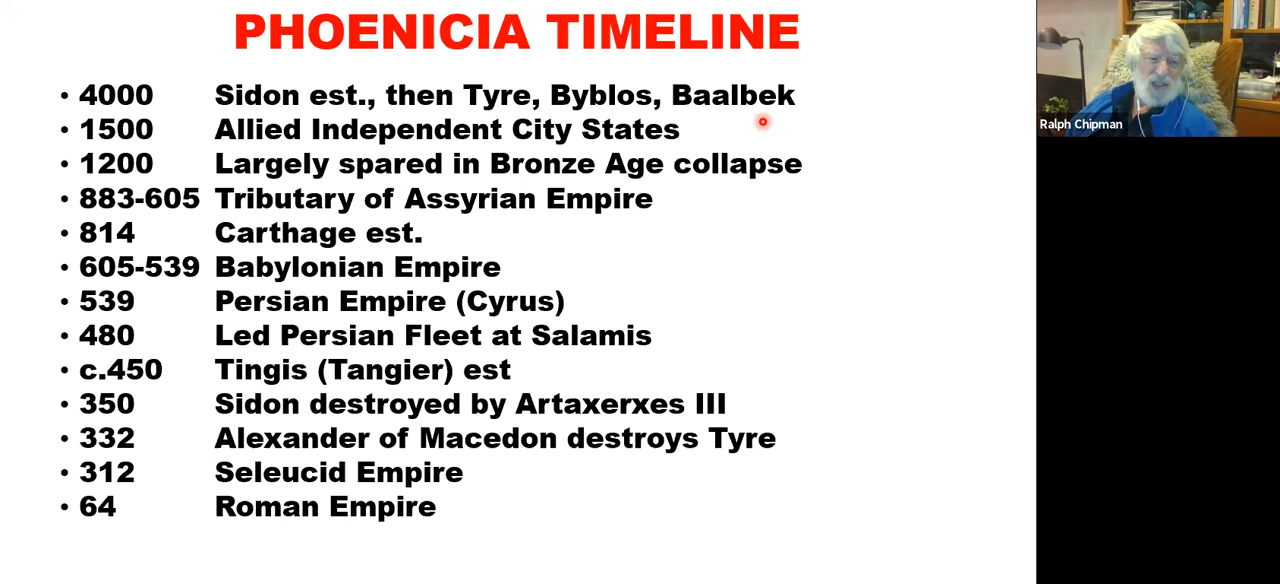 PHOENICIA TIMELINE
• 4000 Sidon est., then Tyre, Byblos, Baalbek
• 1500 Allied Independent City States
• 1200 Largely spared in Bronze Age collapse
• 883-605 Tributary of Assyrian Empire
• 814 Carthage est.
• 605-539 Babylonian Empire
• 539 Persian Empire (Cyrus)
• 480 Led Persian Fleet at Salamis
• c.450 Tingis (Tangier) est
• 350 Sidon destroyed by Artaxerxes III
• 332 Alexander of Macedon destroys Tyre
• 312 Seleucid Empire
• 64 Roman Empire
Ralph Chipman